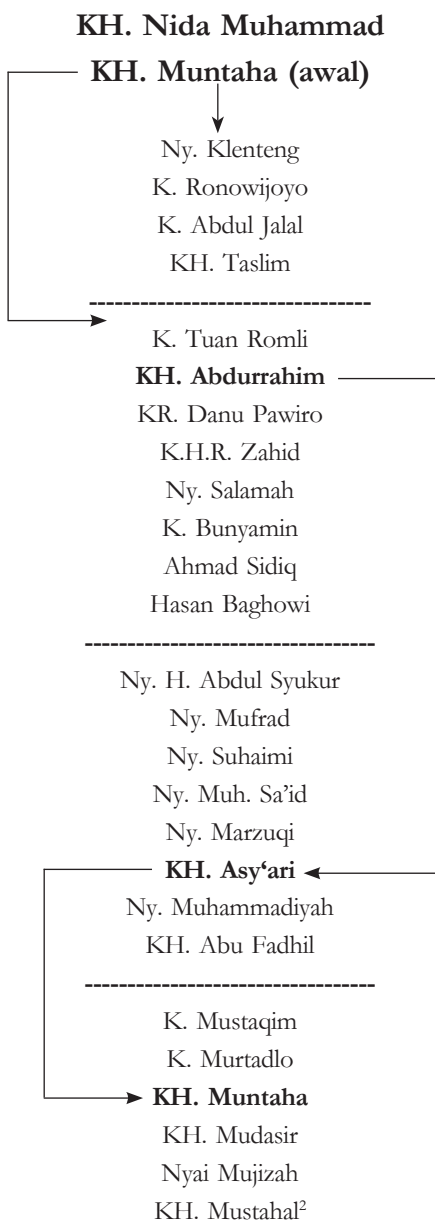 KH. Nida Muhammad
KH. Muntaha (awal)
Ny. Klenteng
K. Ronowijoyo
K. Abdul Jalal
KH. Taslim
-----------------------------------
K. Tuan Romli
KH. Abdurrahim
KR. Danu Pawiro
K.H.R. Zahid
Ny. Salamah
K. Bunyamin
Ahmad Sidiq
Hasan Baghowi
-----------------------------------
Ny. H. Abdul Syukur
Ny. Mufrad
Ny. Suhaimi
Ny. Muh. Sa’id
Ny. Marzuqi
KH. Asy‘ari
Ny. Muhammadiyah
KH. Abu Fadhil
-----------------------------------
K. Mustaqim
K. Murtadlo
KH. Muntaha
KH. Mudasir
Nyai Mujizah
KH. Mustahal²